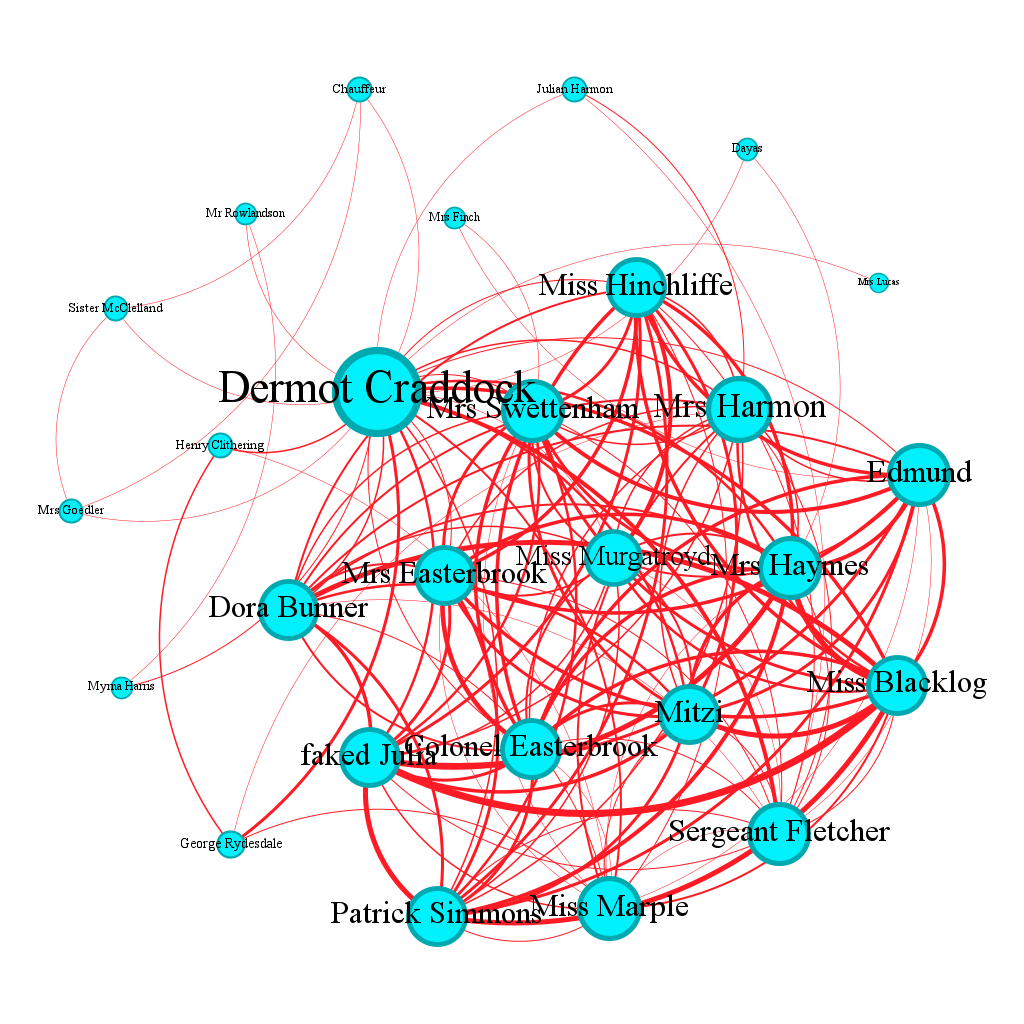 Chauffeur
Julian Harmon
Dayas
Mr Rowlandson
Mrs Finch
Mrs Lucas
Miss Hinchliffe
Sister McClelland
Dermot Craddock
Mrs Swettenham
Mrs Harmon
Henry Clithering
Edmund
Mrs Goedler
Miss Murgatroyd
Mrs Easterbrook
Mrs Haymes
Dora Bunner
Myrna Harris
Miss Blacklog
Mitzi
faked Julia
Colonel Easterbrook
Sergeant Fletcher
George Rydesdale
Patrick Simmons
Miss Marple